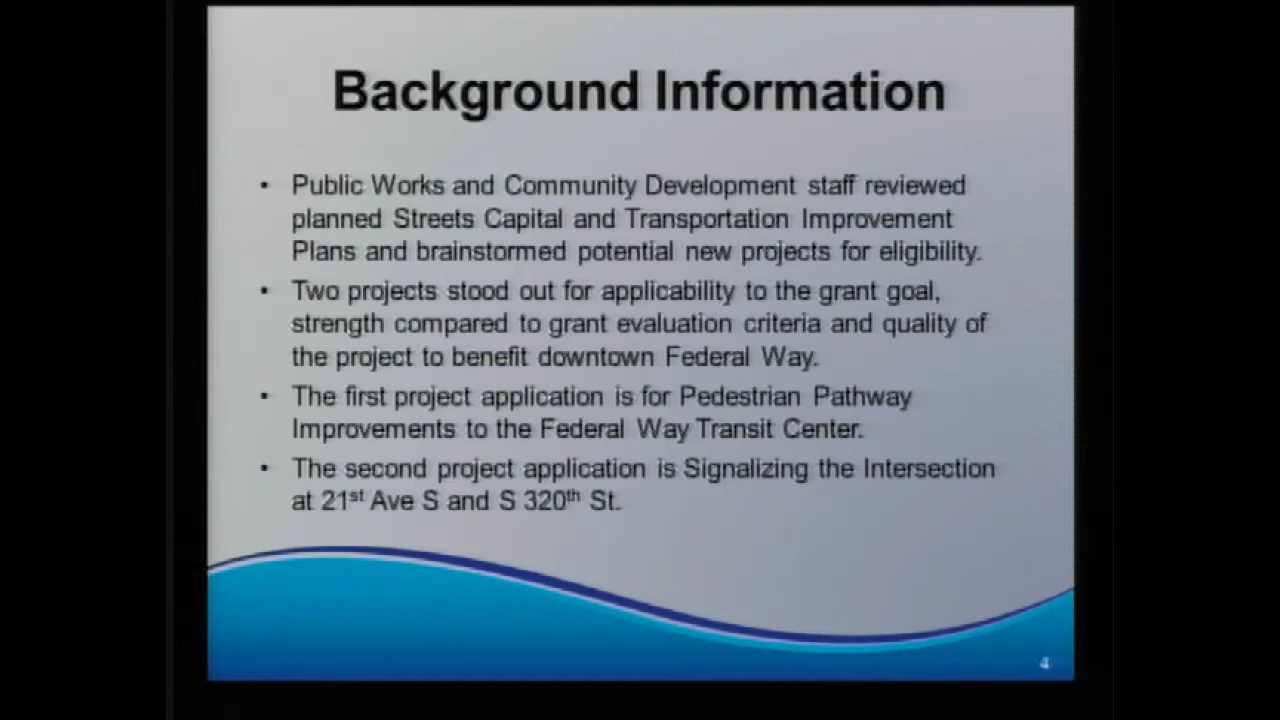 Background Information
• Public Works and Community Development staff reviewed
planned Streets Capital and Transportation Improvement
Plans and brainstormed potential new projects for eligibility.
• Two projects stood out for applicability to the grant goal,
strength compared to grant evaluation criteria and quality of
the project to benefit downtown Federal Way.
• The first project application is for Pedestrian Pathway
Improvements to the Federal Way Transit Center.
• The second project application is Signalizing the Intersection
at 21st Ave S and S 320th St.
4